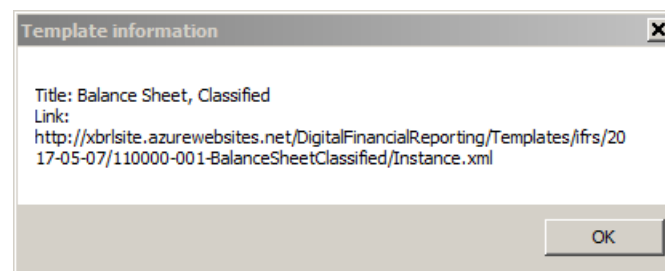 Template information
Title: Balance Sheet, Classified
Link:
http://xbrlsite.azurewebsites.net/DigitalFinancialReporting/Templates/ifrs/20
17-05-07/110000-001-BalanceSheetClassified/Instance.xml
OK